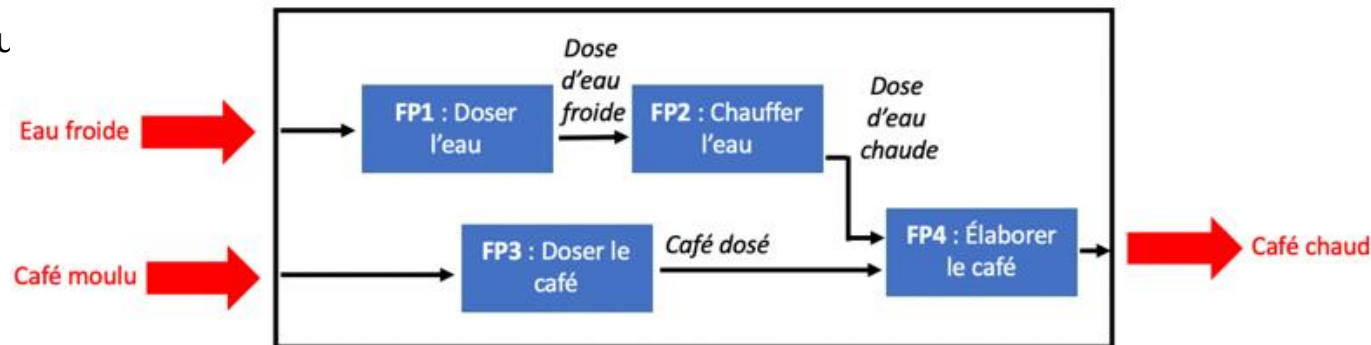 Eau froide
FP1 : Doser
l'eau
Dose
d'eau
froide
FP2 : Chauffer
l'eau
Dose
d'eau
chaude
Café moulu
FP3 : Doser le
café
Café dosé
FP4 : Élaborer
le café
Café chaud